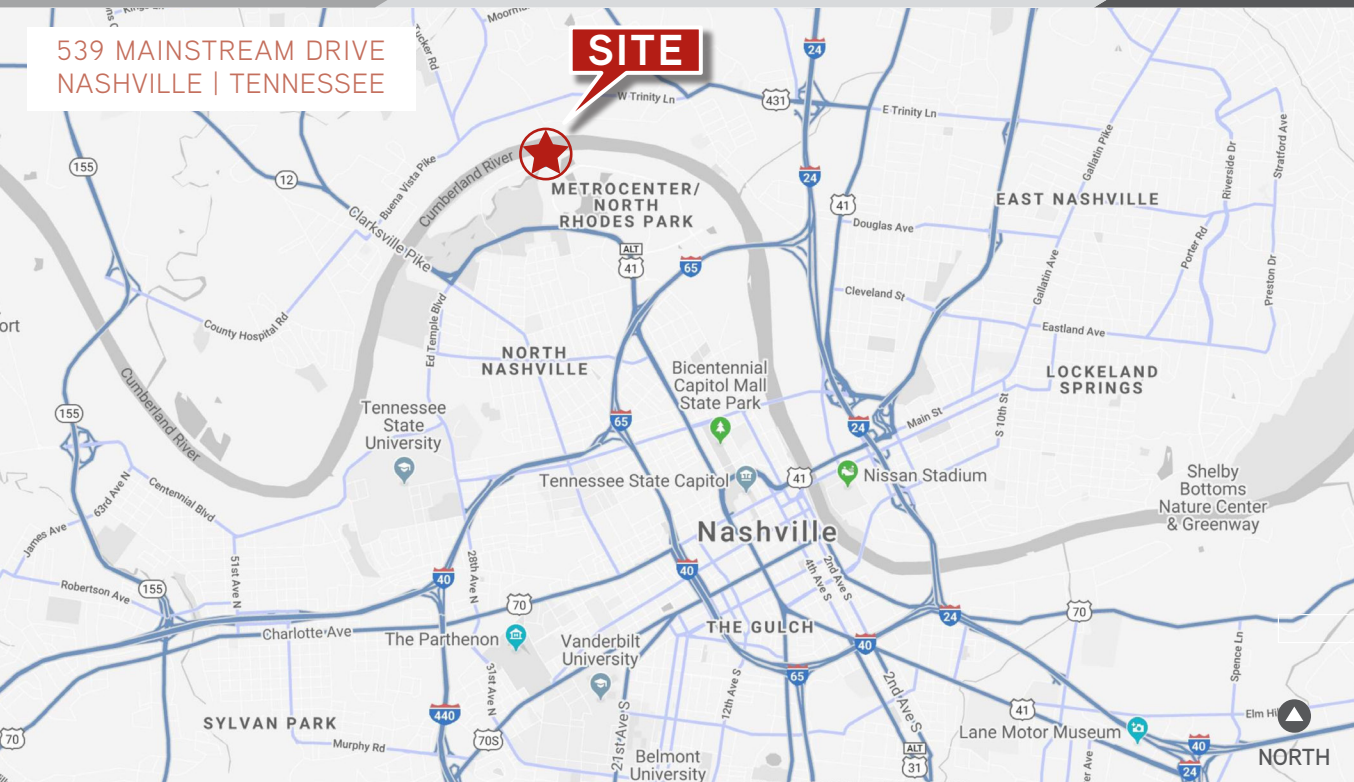 539 MAINSTREAM DRIVE
NASHVILLE | TENNESSEE
SITE
24
W Trinity Ln
431
E Trinity Ln
155
12
Buena Vista Pike
Cumberland River
Clarksville Pike
METROCENTER/
NORTH
RHODES PARK
24
41
Douglas Ave
EAST NASHVILLE
Gallatin Pike
Riverside Dr
Stratford Ave
Porter Rd
Preston Dr
ALT
41
65
Cleveland St
Gallatin Ave
Eastland Ave
ort
County Hospital Rd
Ed Temple Blvd
NORTH
NASHVILLE
Bicentennial
Capitol Mall
State Park
LOCKELAND
SPRINGS
Cumberland River
155
Tennessee
State
University
65
24
Main St
S 10th St
Tennessee State Capitol
41
Nissan Stadium
Shelby
Bottoms
Nature Center
& Greenway
63rd Ave N
Centennial Blvd
James Ave
Nashville
51st Ave N
28th Ave N
40
40
4th Ave S
2nd Ave S
Robertson Ave
155
70
24
70
Charlotte Ave
The Parthenon
Vanderbilt
University
THE GULCH
40
65
31st Ave N
12th Ave S
2nd Ave S
Spence Ln
SYLVAN PARK
440
70
70S
Murphy Rd
21st Ave S
Belmont
University
41
Lane Motor Museum
ALT
31
er Ave
Elm Hi
40
24
NORTH